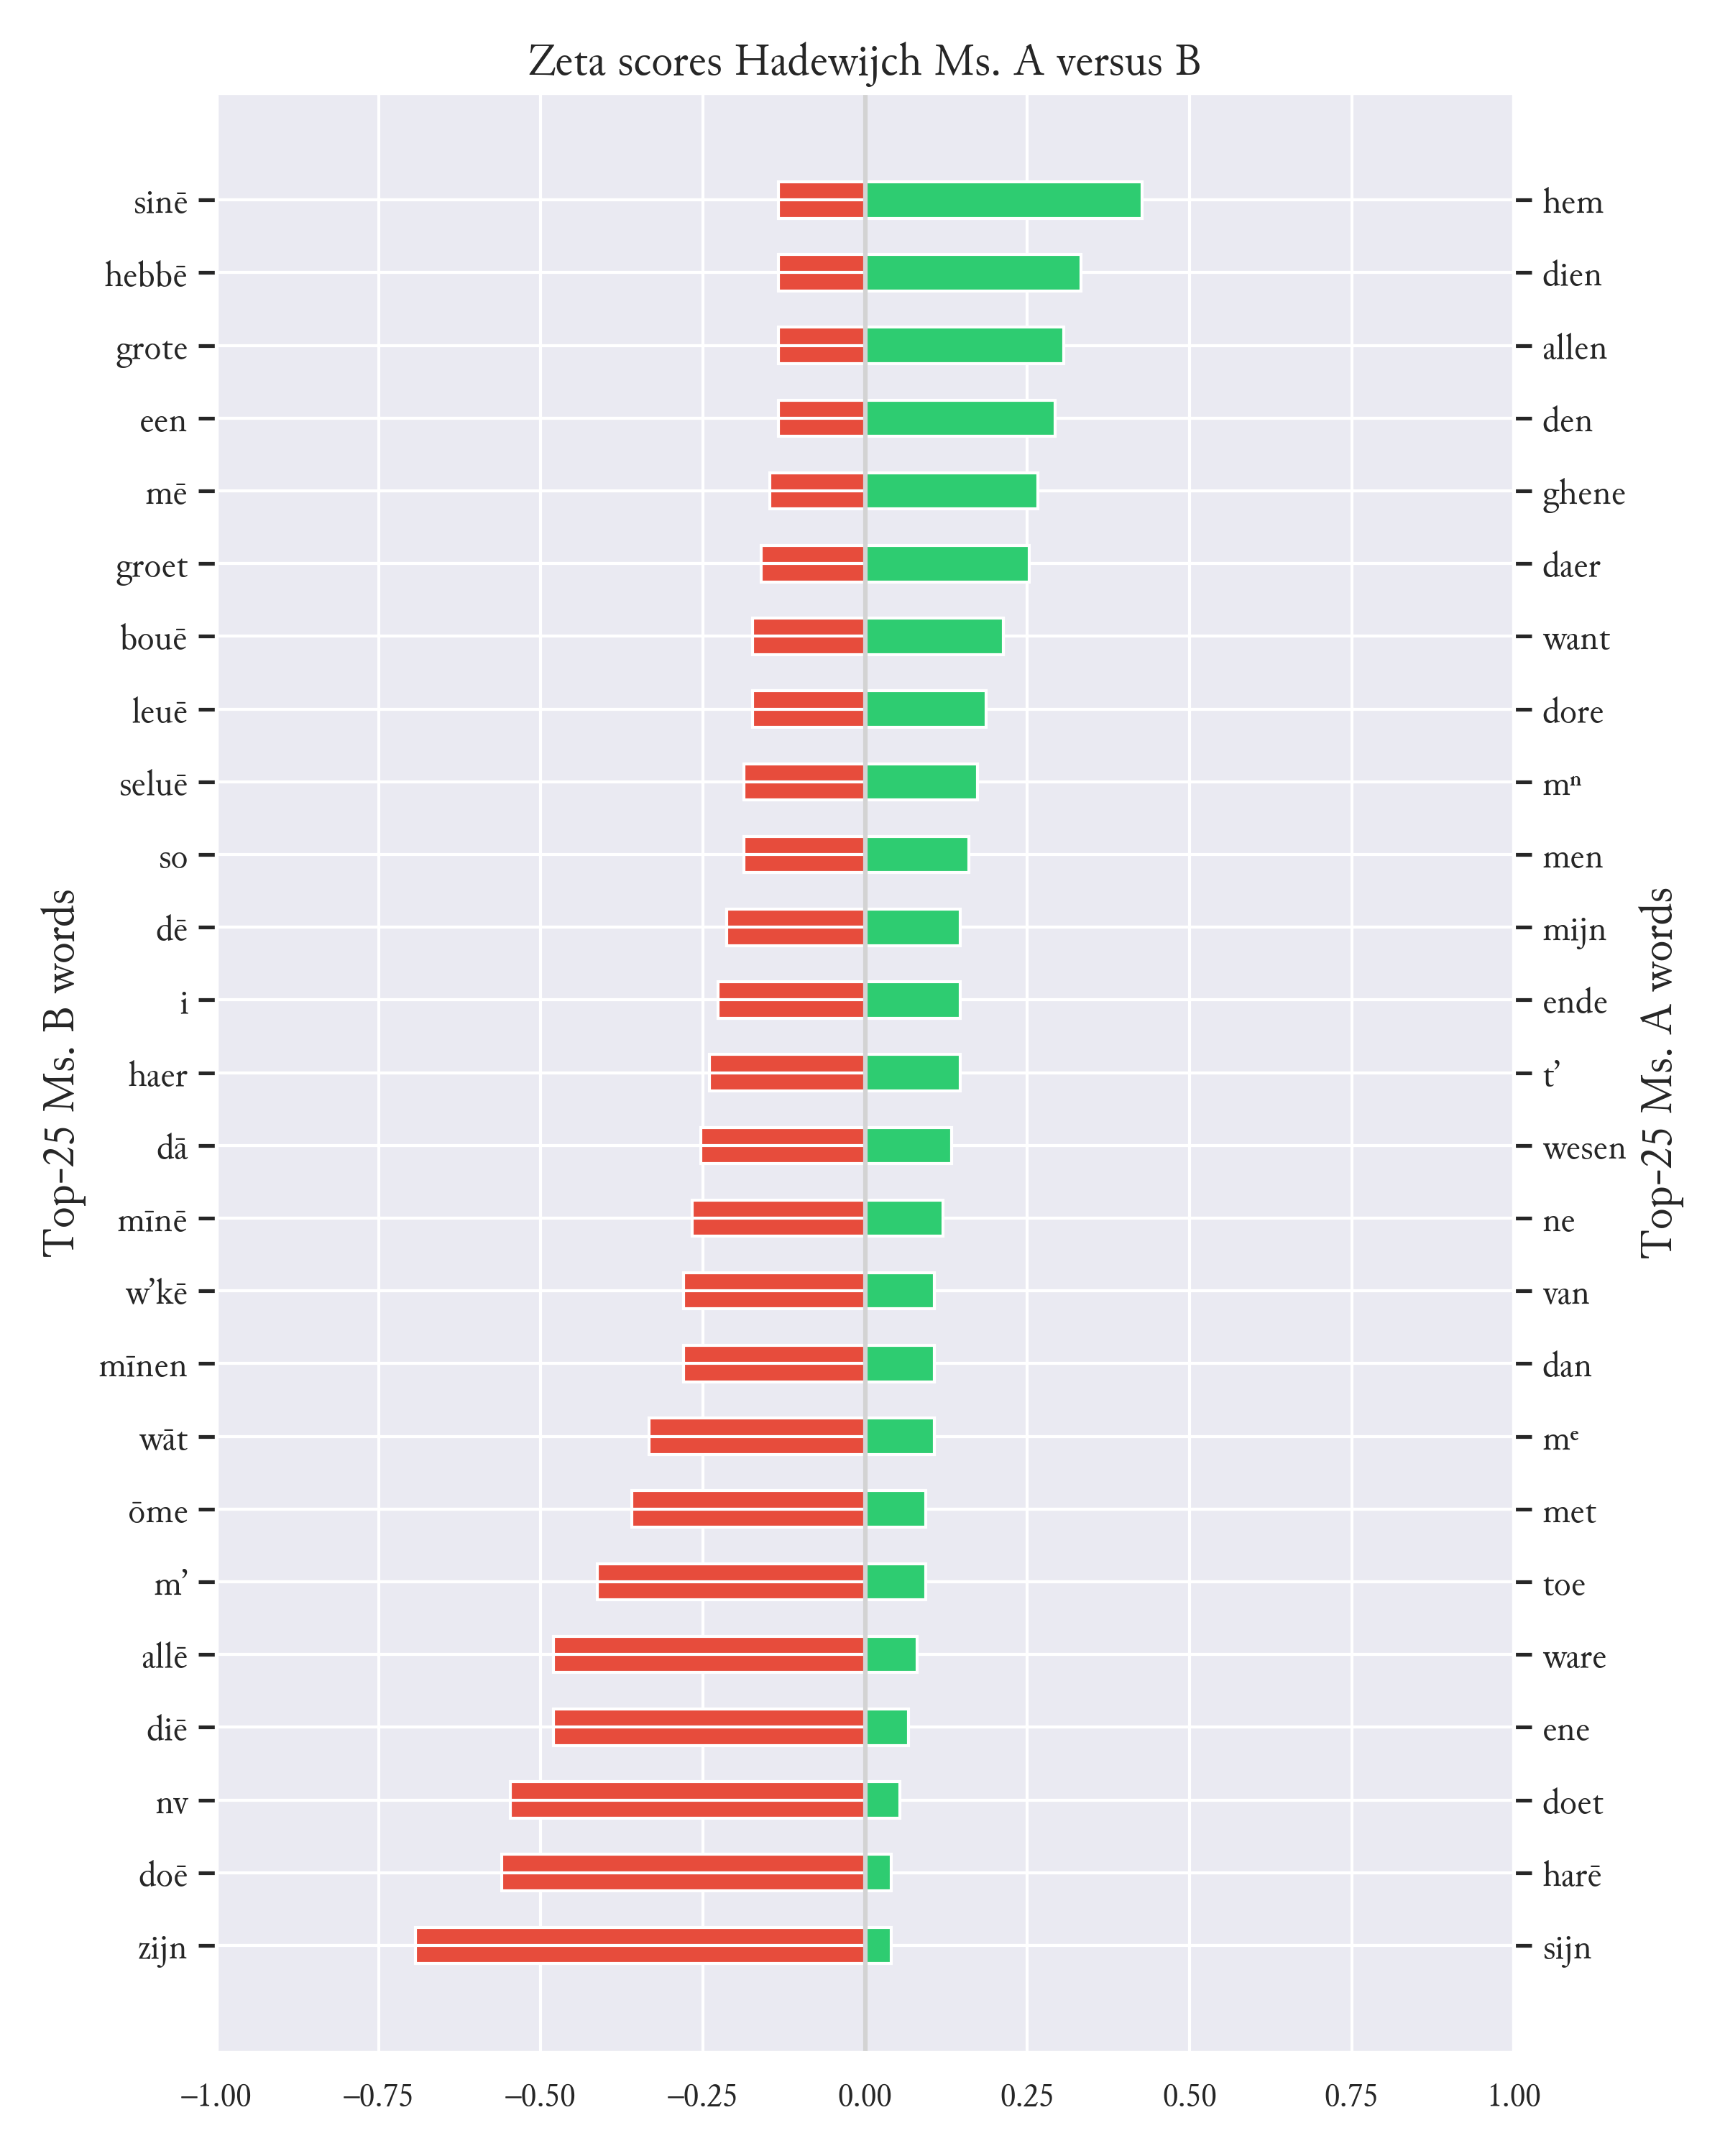 Zeta scores Hadewijch Ms. A versus B
sinē hem
hebbē dien
grote allen
een den
mē ghene
groet daer
bouē want
leuē dore
seluē mⁿ
so men
dē mijn
i ende
haer t’
dā wesen
mīnē ne
w’kē van
mīnen dan
wāt mᵉ
ōme met
m’ toe
allē ware
diē ene
nv doet
doē harē
zijn sijn
Top-25 Ms. B words
Top-25 Ms. A words
–1.00 –0.75 –0.50 –0.25 0.00 0.25 0.50 0.75 1.00